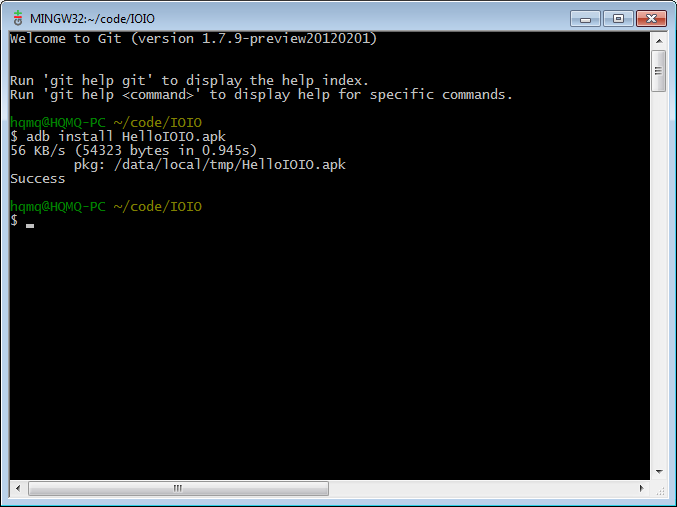 MINGW32:~/code/IOIO
Welcome to Git (version 1.7.9-preview20120201)
Run 'git help git' to display the help index.
Run 'git help <command>' to display help for specific commands.
hqmq@HQMQ-PC ~/code/IOIO
$ adb install HelloIOIO.apk
56 KB/s (54323 bytes in 0.945s)
pkg: /data/local/tmp/HelloIOIO.apk
Success
hqmq@HQMQ-PC ~/code/IOIO
$